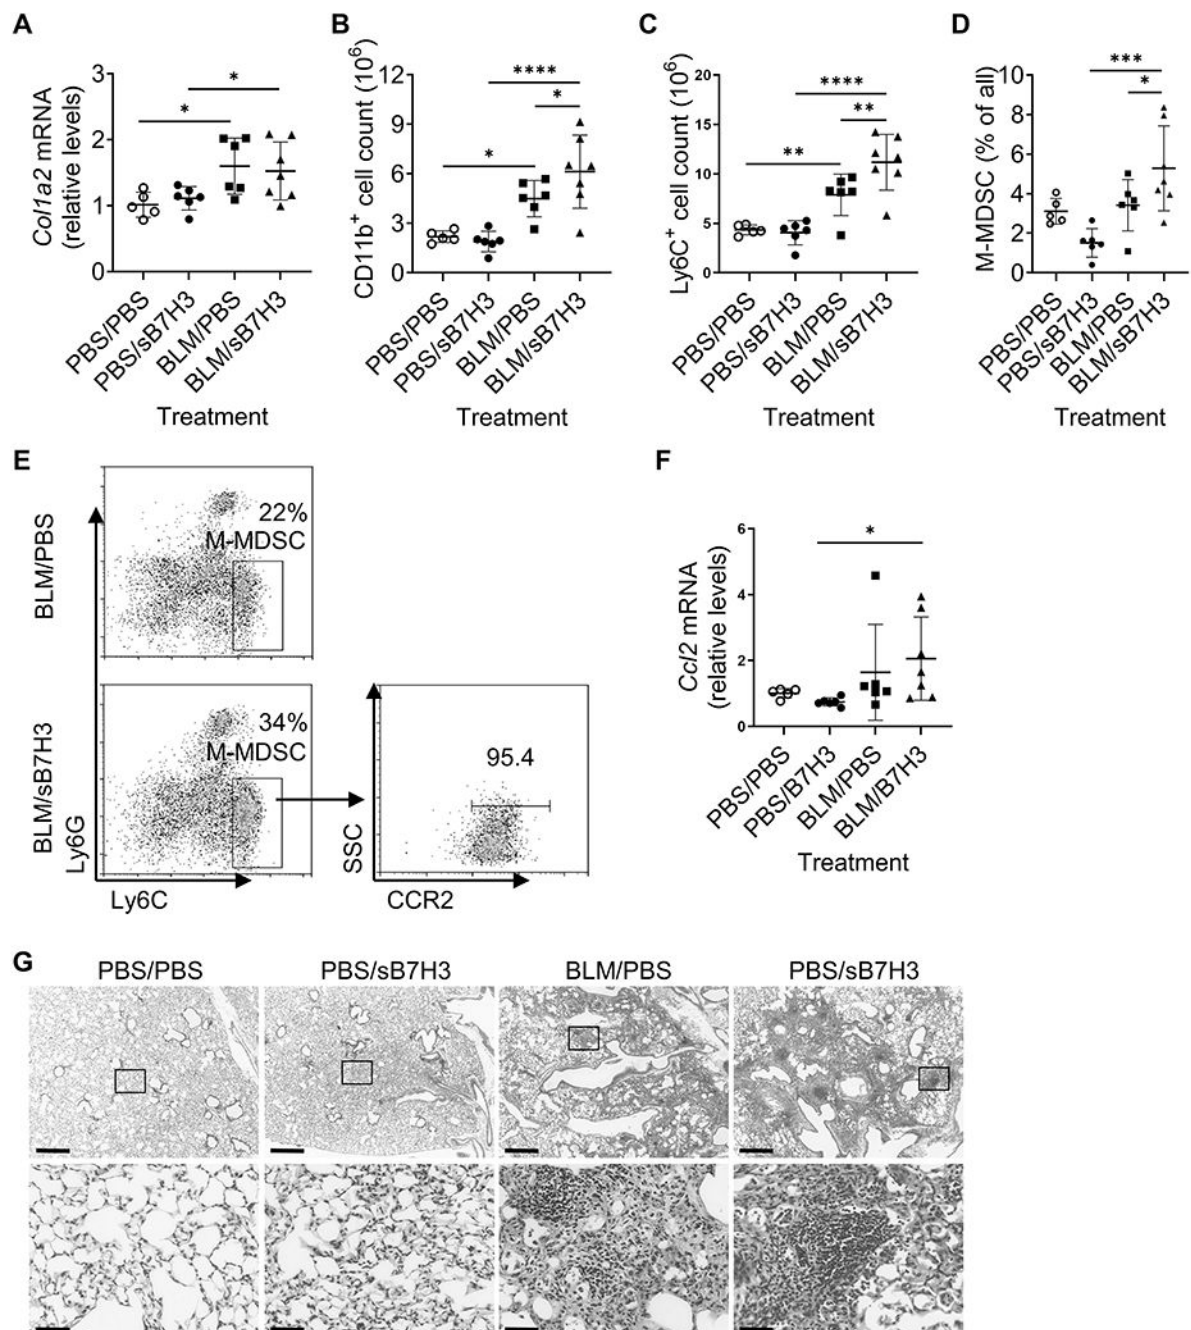 A
Col1a2 mRNA
(relative levels)
3
2
1
0
*
*
PBS/PBS
PBS/sB7H3
BLM/PBS
BLM/sB7H3
Treatment
B
CD11b+ cell count (10^6)
12
9
6
3
0
****
*
*
PBS/PBS
PBS/sB7H3
BLM/PBS
BLM/sB7H3
Treatment
C
Ly6C+ cell count (10^6)
20
15
10
5
0
****
**
**
PBS/PBS
PBS/sB7H3
BLM/PBS
BLM/sB7H3
Treatment
D
M-MDSC (% of all)
10
8
6
4
2
0
***
*
PBS/PBS
PBS/sB7H3
BLM/PBS
BLM/sB7H3
Treatment
E
BLM/PBS
22%
M-MDSC
BLM/sB7H3
34%
M-MDSC
Ly6G
Ly6C
95.4
SSC
CCR2
F
Ccl2 mRNA
(relative levels)
6
4
2
0
*
PBS/PBS
PBS/B7H3
BLM/PBS
BLM/B7H3
Treatment
G
PBS/PBS
PBS/sB7H3
BLM/PBS
PBS/sB7H3